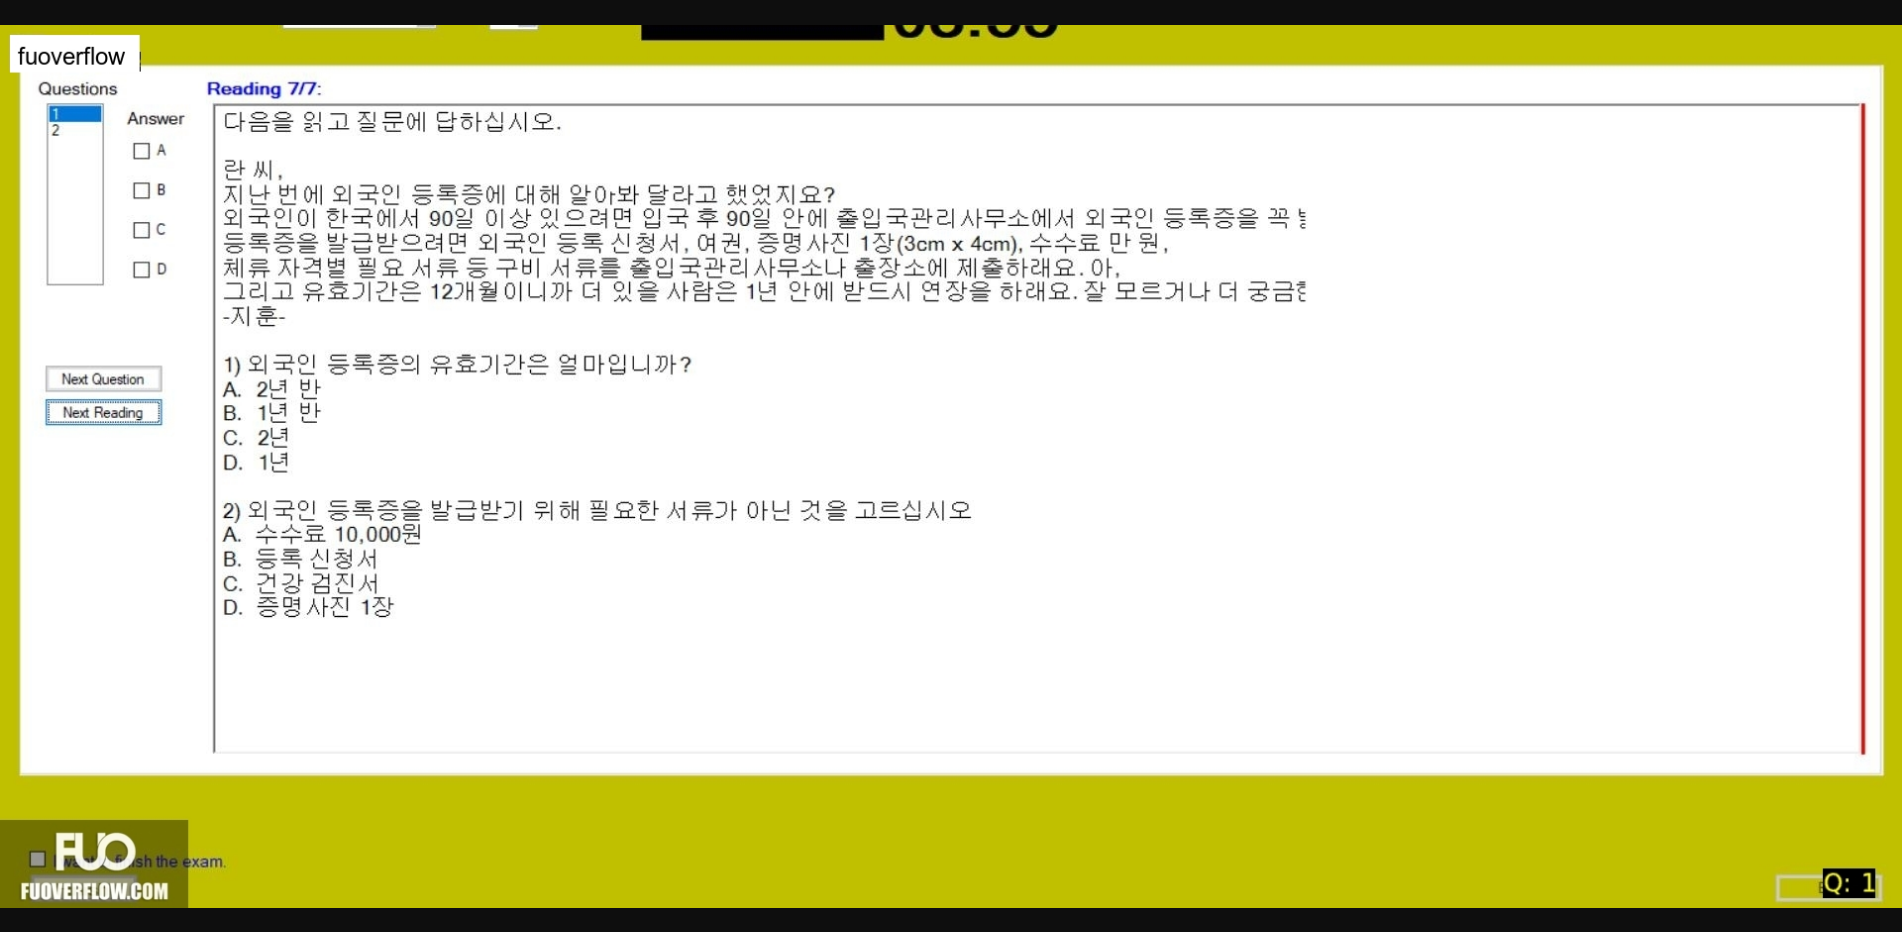 fuoverflow
Questions
Reading 7/7:
1
2
Answer
A
B
C
D
Next Question
Next Reading
다음을 읽고 질문에 답하십시오.
란 씨,
지난 번에 외국인 등록증에 대해 알아봐 달라고 했었지요?
외국인이 한국에서 90일 이상 있으려면 입국 후 90일 안에 출입국관리사무소에서 외국인 등록증을 꼭
등록증을 발급받으려면 외국인 등록 신청서, 여권, 증명사진 1장(3cm x 4cm), 수수료 만 원,
체류 자격별 필요 서류 등 구비 서류를 출입국관리사무소나 출장소에 제출하래요. 아,
그리고 유효기간은 12개월이니까 더 있을 사람은 1년 안에 받드시 연장을 하래요. 잘 모르거나 더
-지훈-
1) 외국인 등록증의 유효기간은 얼마입니까?
A. 2년 반
B. 1년 반
C. 2년
D. 1년
2) 외국인 등록증을 발급받기 위해 필요한 서류가 아닌 것을 고르십시오
A. 수수료 10,000원
B. 등록 신청서
C. 건강 검진서
D. 증명사진 1장
the exam.
FUO
FUOVERFLOW.COM
Q: 1